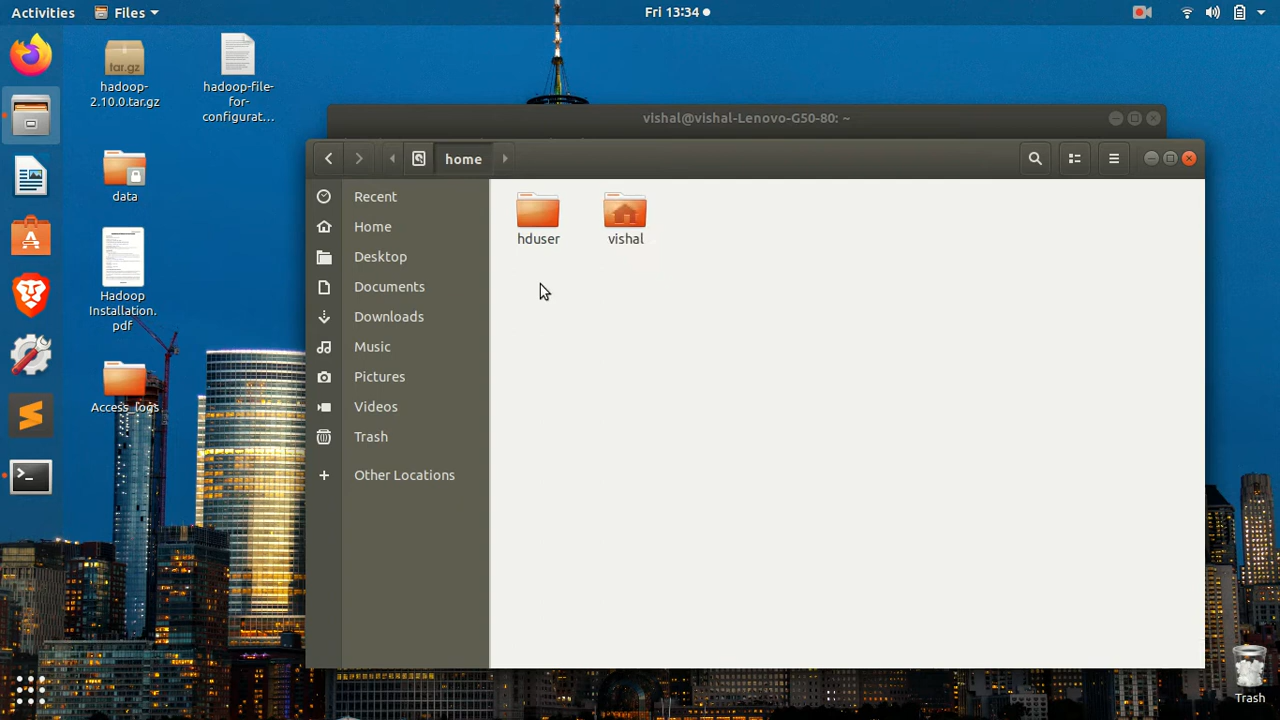 Activities
Files
Fri 13:34
hadoop-
2.10.0.tar.gz
tar.gz
hadoop-file-
for-
configurat...
data
Hadoop
Installation.
pdf
Access_logs
vishal@vishal-Lenovo-G50-80: ~
home
Recent
Home
Desktop
Documents
Downloads
Music
Pictures
Videos
Trash
Other Locations
hduser
vishal
Trash